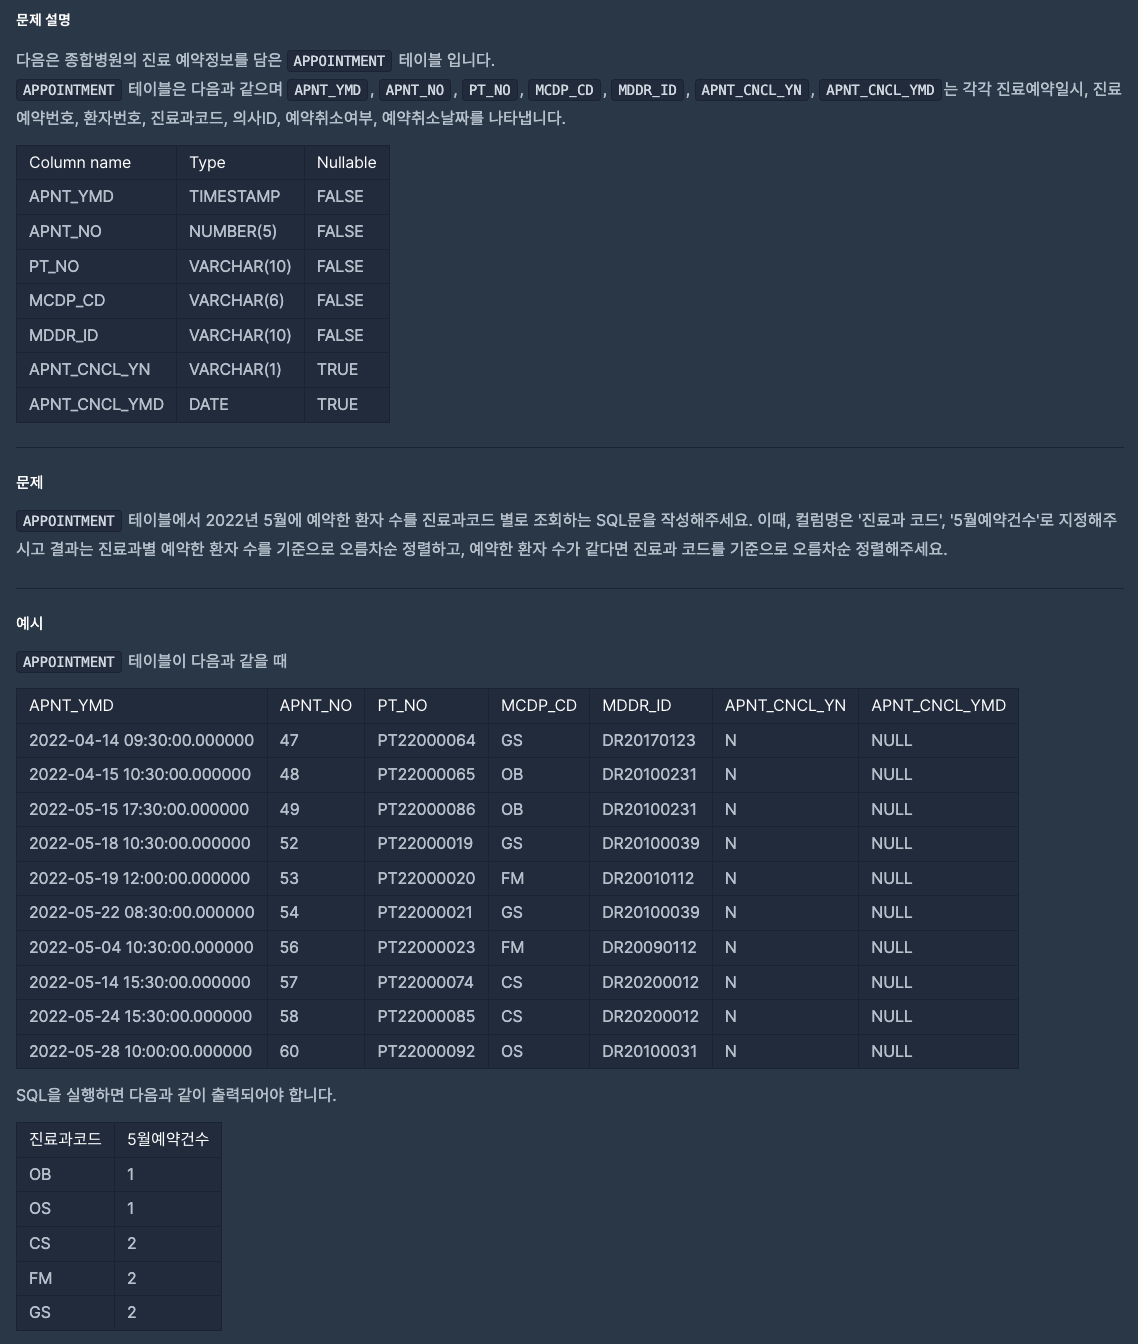 문제 설명
다음은 종합병원의 진료 예약정보를 담은 APPOINTMENT 테이블 입니다.
APPOINTMENT 테이블은 다음과 같으며 APNT_YMD, APNT_NO, PT_NO, MCDP_CD, MDDR_ID, APNT_CNCL_YN, APNT_CNCL_YMD는 각각 진료예약일시, 진료
예약번호, 환자번호, 진료과코드, 의사ID, 예약취소여부, 예약취소날짜를 나타냅니다.
Column name Type Nullable
APNT_YMD TIMESTAMP FALSE
APNT_NO NUMBER(5) FALSE
PT_NO VARCHAR(10) FALSE
MCDP_CD VARCHAR(6) FALSE
MDDR_ID VARCHAR(10) FALSE
APNT_CNCL_YN VARCHAR(1) TRUE
APNT_CNCL_YMD DATE TRUE
문제
APPOINTMENT 테이블에서 2022년 5월에 예약한 환자 수를 진료과코드 별로 조회하는 SQL문을 작성해주세요. 이때, 컬럼명은 '진료과 코드', '5월예약건수'로 지정해주
시고 결과는 진료과별 예약한 환자 수를 기준으로 오름차순 정렬하고, 예약한 환자 수가 같다면 진료과 코드를 기준으로 오름차순 정렬해주세요.
예시
APPOINTMENT 테이블이 다음과 같을 때
APNT_YMD APNT_NO PT_NO MCDP_CD MDDR_ID APNT_CNCL_YN APNT_CNCL_YMD
2022-04-14 09:30:00.000000 47 PT22000064 GS DR20170123 N NULL
2022-04-15 10:30:00.000000 48 PT22000065 OB DR20100231 N NULL
2022-05-15 17:30:00.000000 49 PT22000086 OB DR20100231 N NULL
2022-05-18 10:30:00.000000 52 PT22000019 GS DR20100039 N NULL
2022-05-19 12:00:00.000000 53 PT22000020 FM DR20010112 N NULL
2022-05-22 08:30:00.000000 54 PT22000021 GS DR20100039 N NULL
2022-05-04 10:30:00.000000 56 PT22000023 FM DR20090112 N NULL
2022-05-14 15:30:00.000000 57 PT22000074 CS DR20200012 N NULL
2022-05-24 15:30:00.000000 58 PT22000085 CS DR20200012 N NULL
2022-05-28 10:00:00.000000 60 PT22000092 OS DR20100031 N NULL
SQL을 실행하면 다음과 같이 출력되어야 합니다.
진료과코드 5월예약건수
OB 1
OS 1
CS 2
FM 2
GS 2